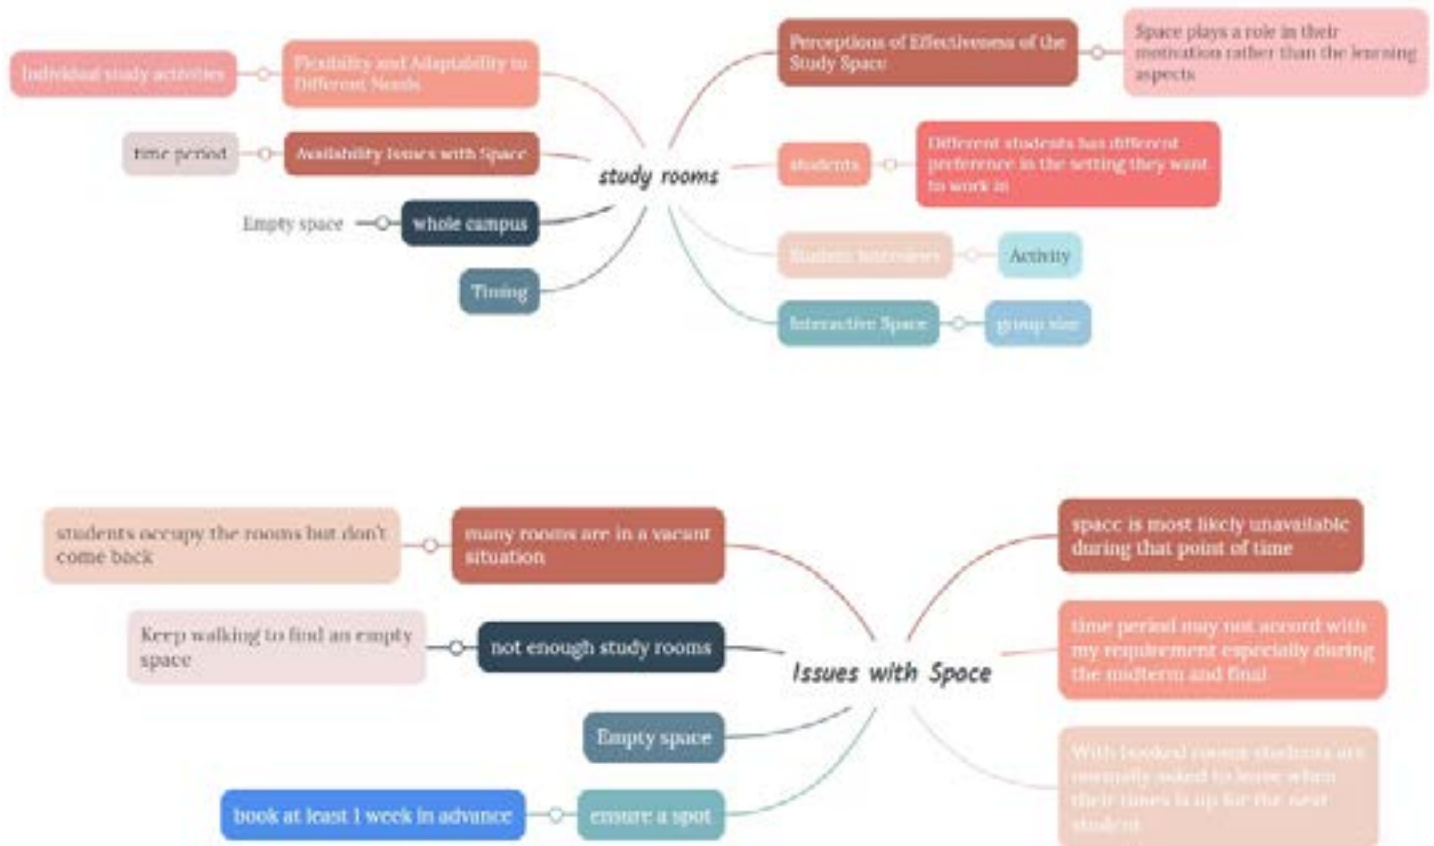 Individual study activities
Flexibility and Adaptability to
Different Needs
time period
Availability Issues with Space
Empty space
whole campus
Timing
study rooms
Perceptions of Effectiveness of the
Study Space
Space plays a role in their
motivation rather than the learning
aspects
students
Different students has different
preference in the setting they want
to work in
Student interviews
Activity
Interactive Space
group size
students occupy the rooms but don't
come back
many rooms are in a vacant
situation
Keep walking to find an empty
space
not enough study rooms
Empty space
book at least 1 week in advance
ensure a spot
Issues with Space
space is most likely unavailable
during that point of time
time period may not accord with
my requirement especially during
the midterm and final
With booked rooms students are
normally asked to leave when
their times is up for the next
student